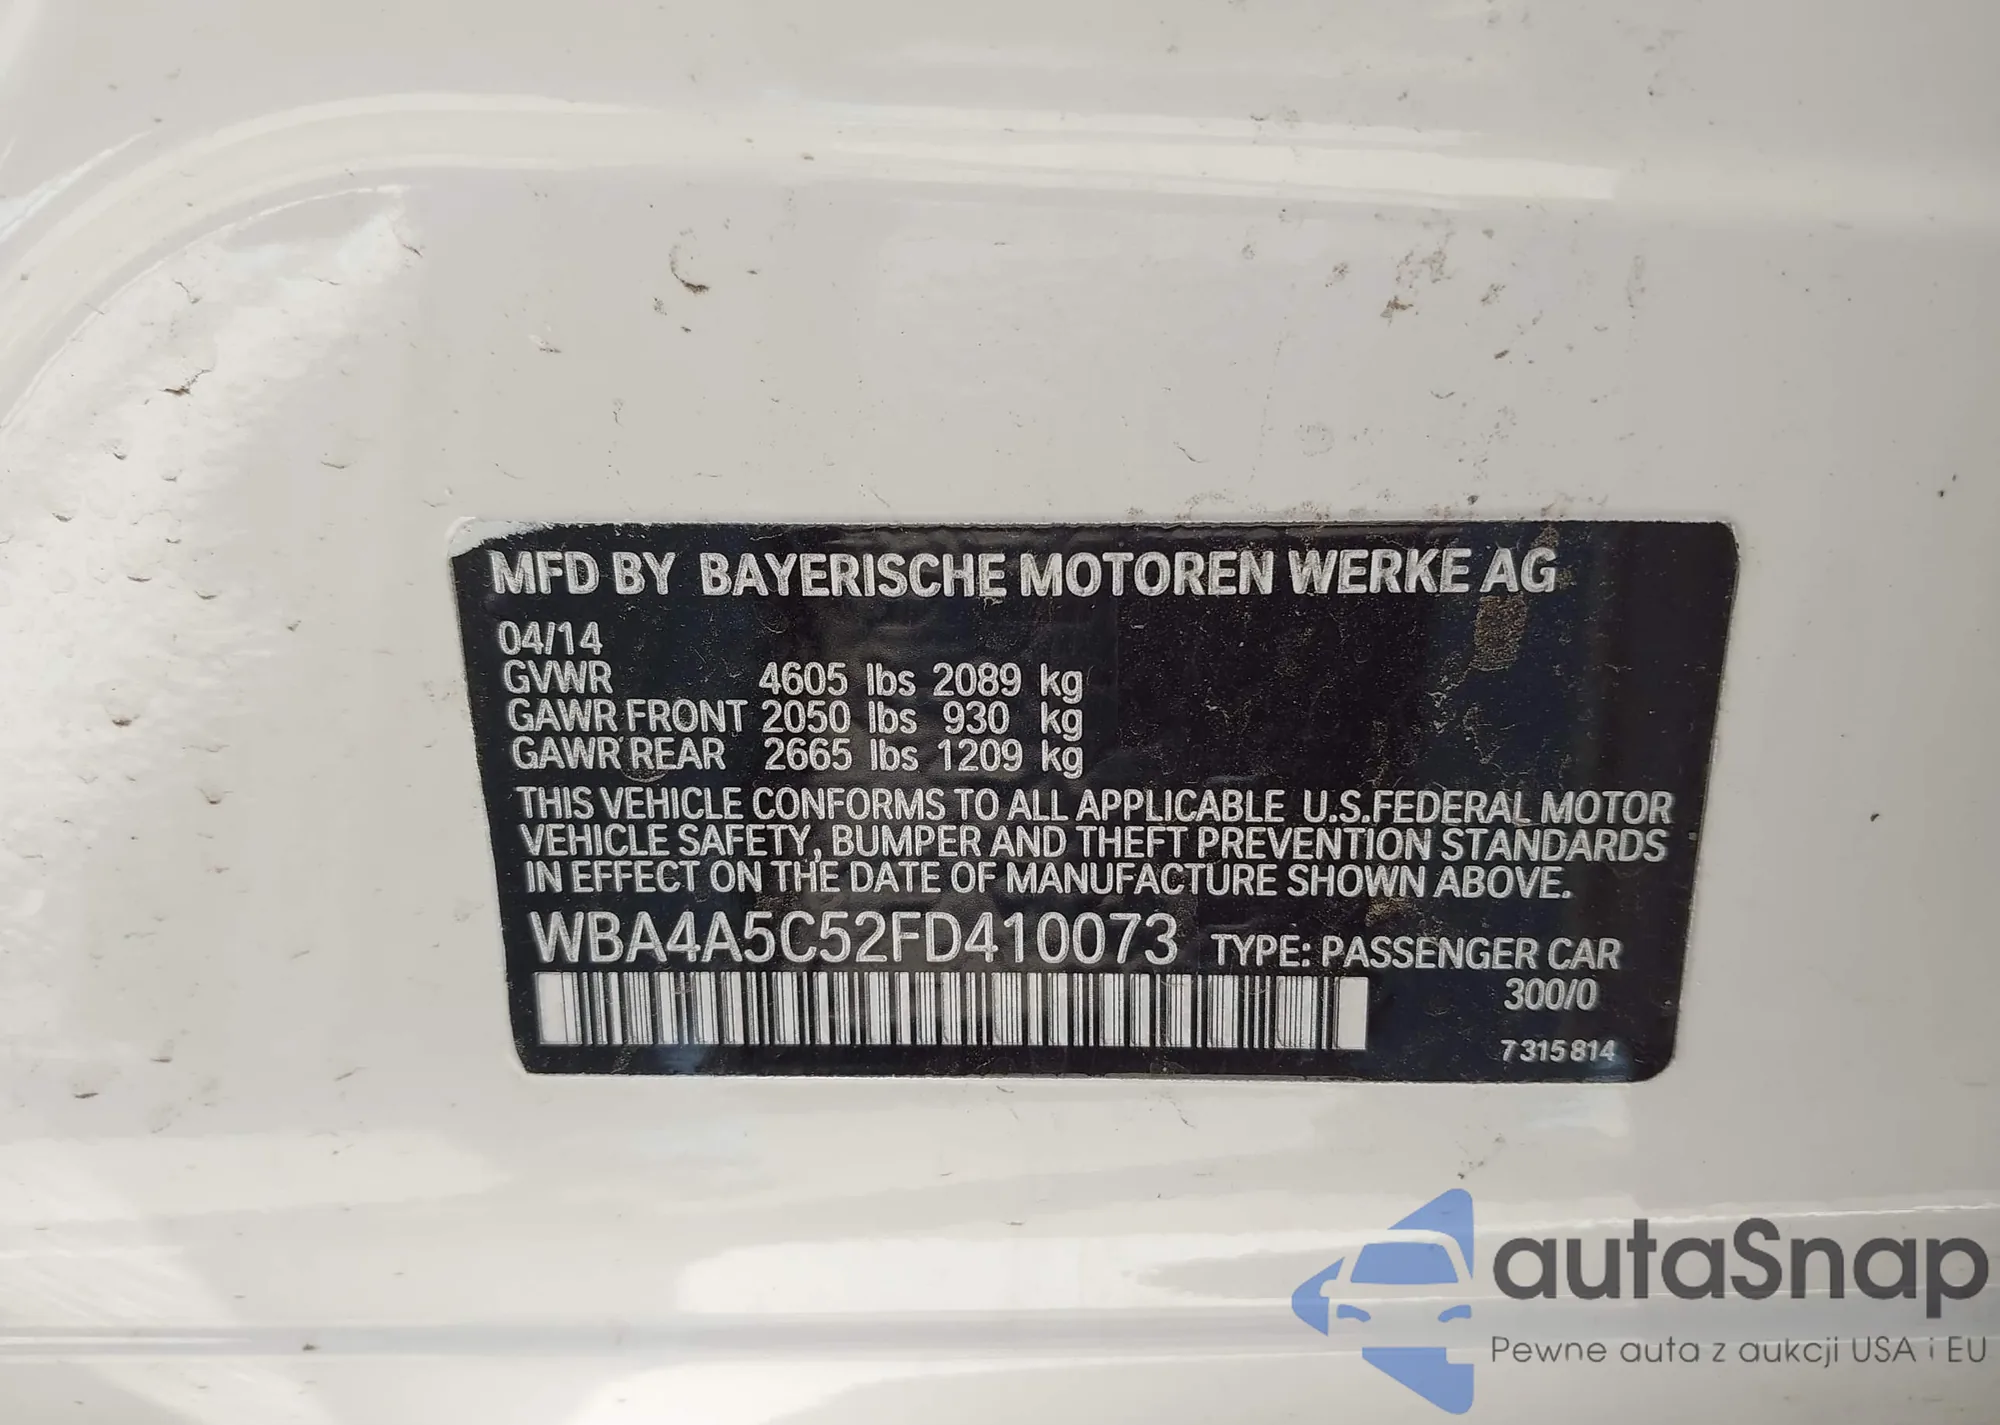 MFD BY BAYERISCHE MOTOREN WERKE AG
04/14
GVWR 4605 lbs 2089 kg
GAWR FRONT 2050 lbs 930 kg
GAWR REAR 2665 lbs 1209 kg
THIS VEHICLE CONFORMS TO ALL APPLICABLE U.S.FEDERAL MOTOR
VEHICLE SAFETY, BUMPER AND THEFT PREVENTION STANDARDS
IN EFFECT ON THE DATE OF MANUFACTURE SHOWN ABOVE.
WBA4A5C52FD410073 TYPE: PASSENGER CAR
300/0
7315814
autaSnap
Pewne auta z aukcji USA i EU